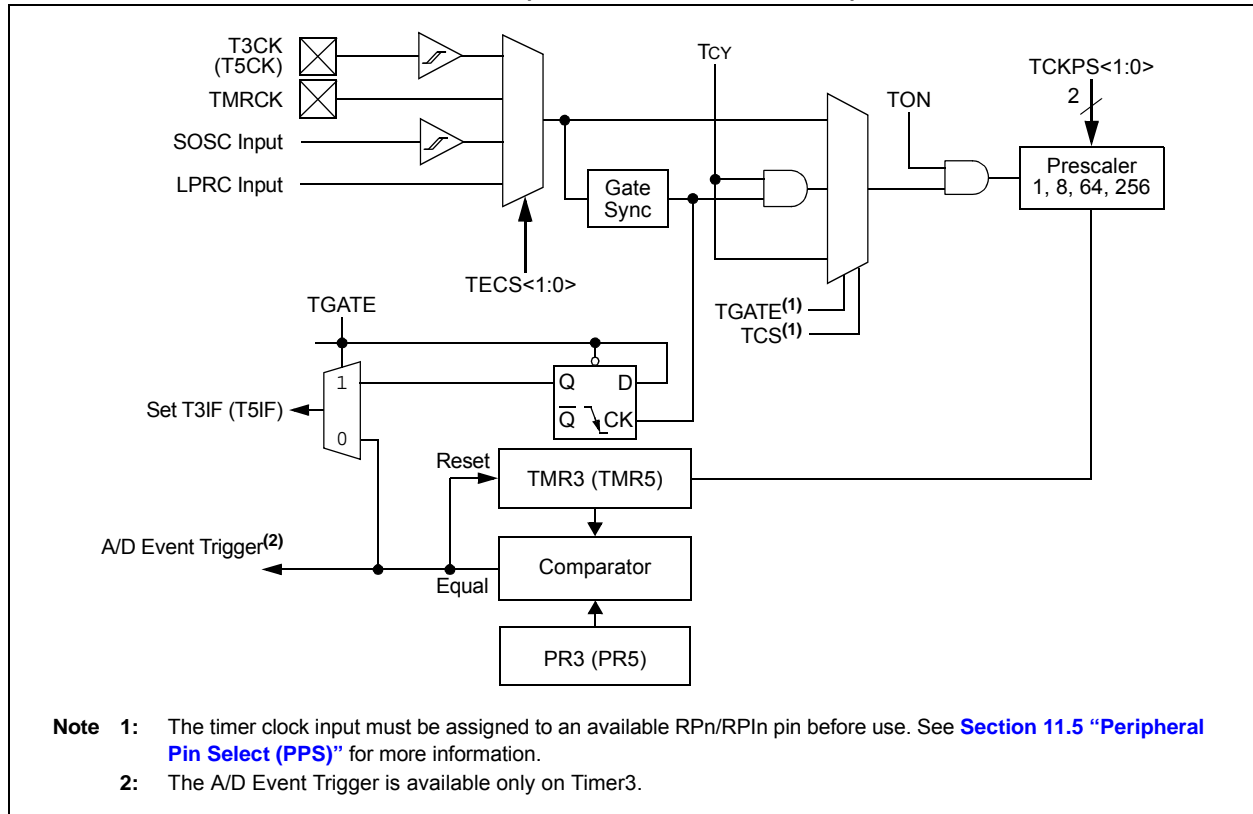 T3CK
(T5CK)
TMRCK
SOSC Input
LPRC Input
TECS<1:0>
Gate
Sync
TCY
TGATE(1)
TCS(1)
TON
TCKPS<1:0>
2
Prescaler
1, 8, 64, 256
TGATE
1
0
Set T3IF (T5IF)
Q D
Q CK
Reset
TMR3 (TMR5)
A/D Event Trigger(2)
Equal
Comparator
PR3 (PR5)
Note 1: The timer clock input must be assigned to an available RPn/RPIn pin before use. See Section 11.5 “Peripheral
Pin Select (PPS)” for more information.
2: The A/D Event Trigger is available only on Timer3.